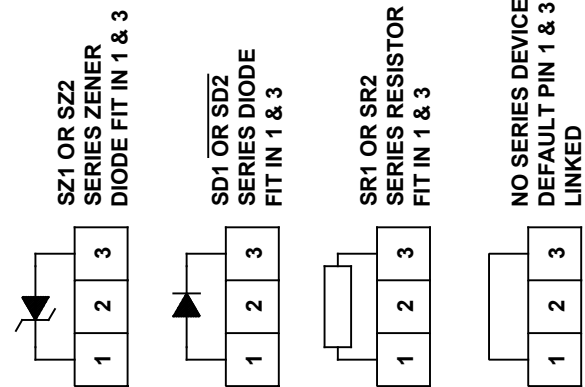 SZ1 OR SZ2
SERIES ZENER
DIODE FIT IN 1 & 3
1 2 3
SD1 OR SD2
SERIES DIODE
FIT IN 1 & 3
1 2 3
SR1 OR SR2
SERIES RESISTOR
FIT IN 1 & 3
1 2 3
NO SERIES DEVICE
DEFAULT PIN 1 & 3
LINKED
1 2 3